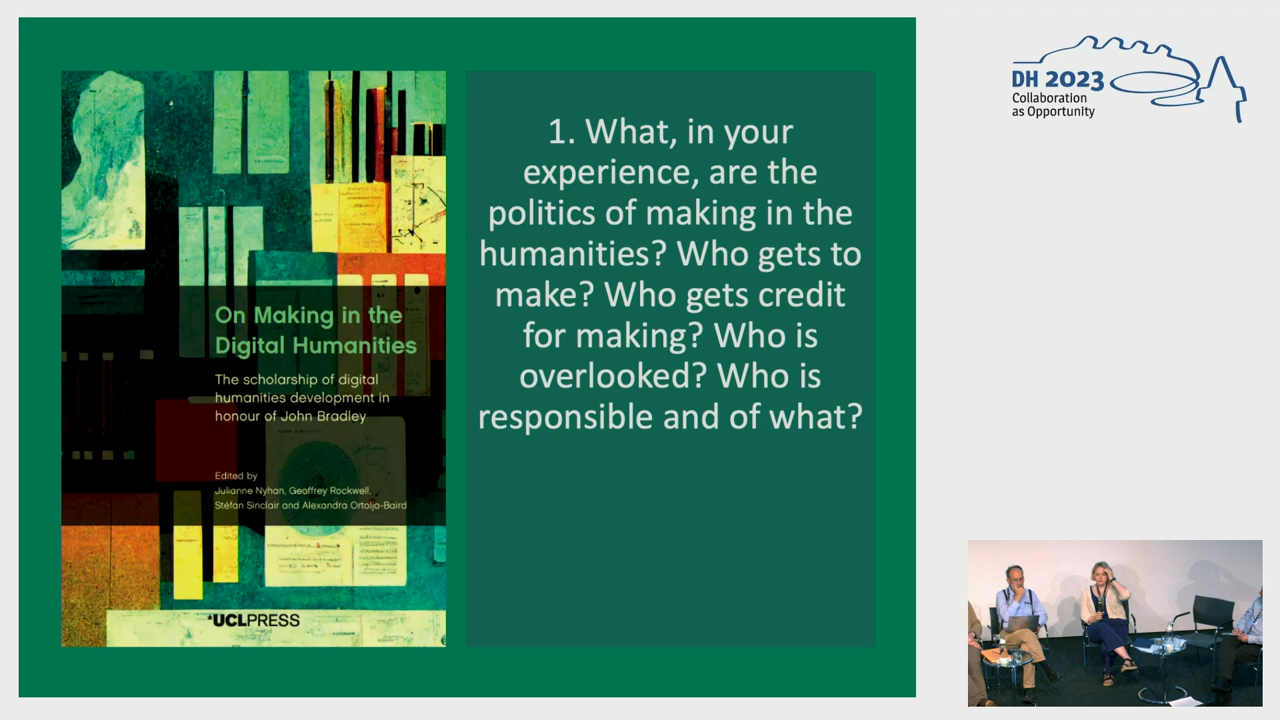 On Making in the
Digital Humanities
The scholarship of digital
humanities development in
honour of John Bradley
Edited by
Julianne Nyhan, Geoffrey Rockwell,
Stéfan Sinclair and Alexandra Ortolja-Baird
UCLPRESS
1. What, in your
experience, are the
politics of making in the
humanities? Who gets to
make? Who gets credit
for making? Who is
overlooked? Who is
responsible and of what?
DH 2023
Collaboration
as Opportunity